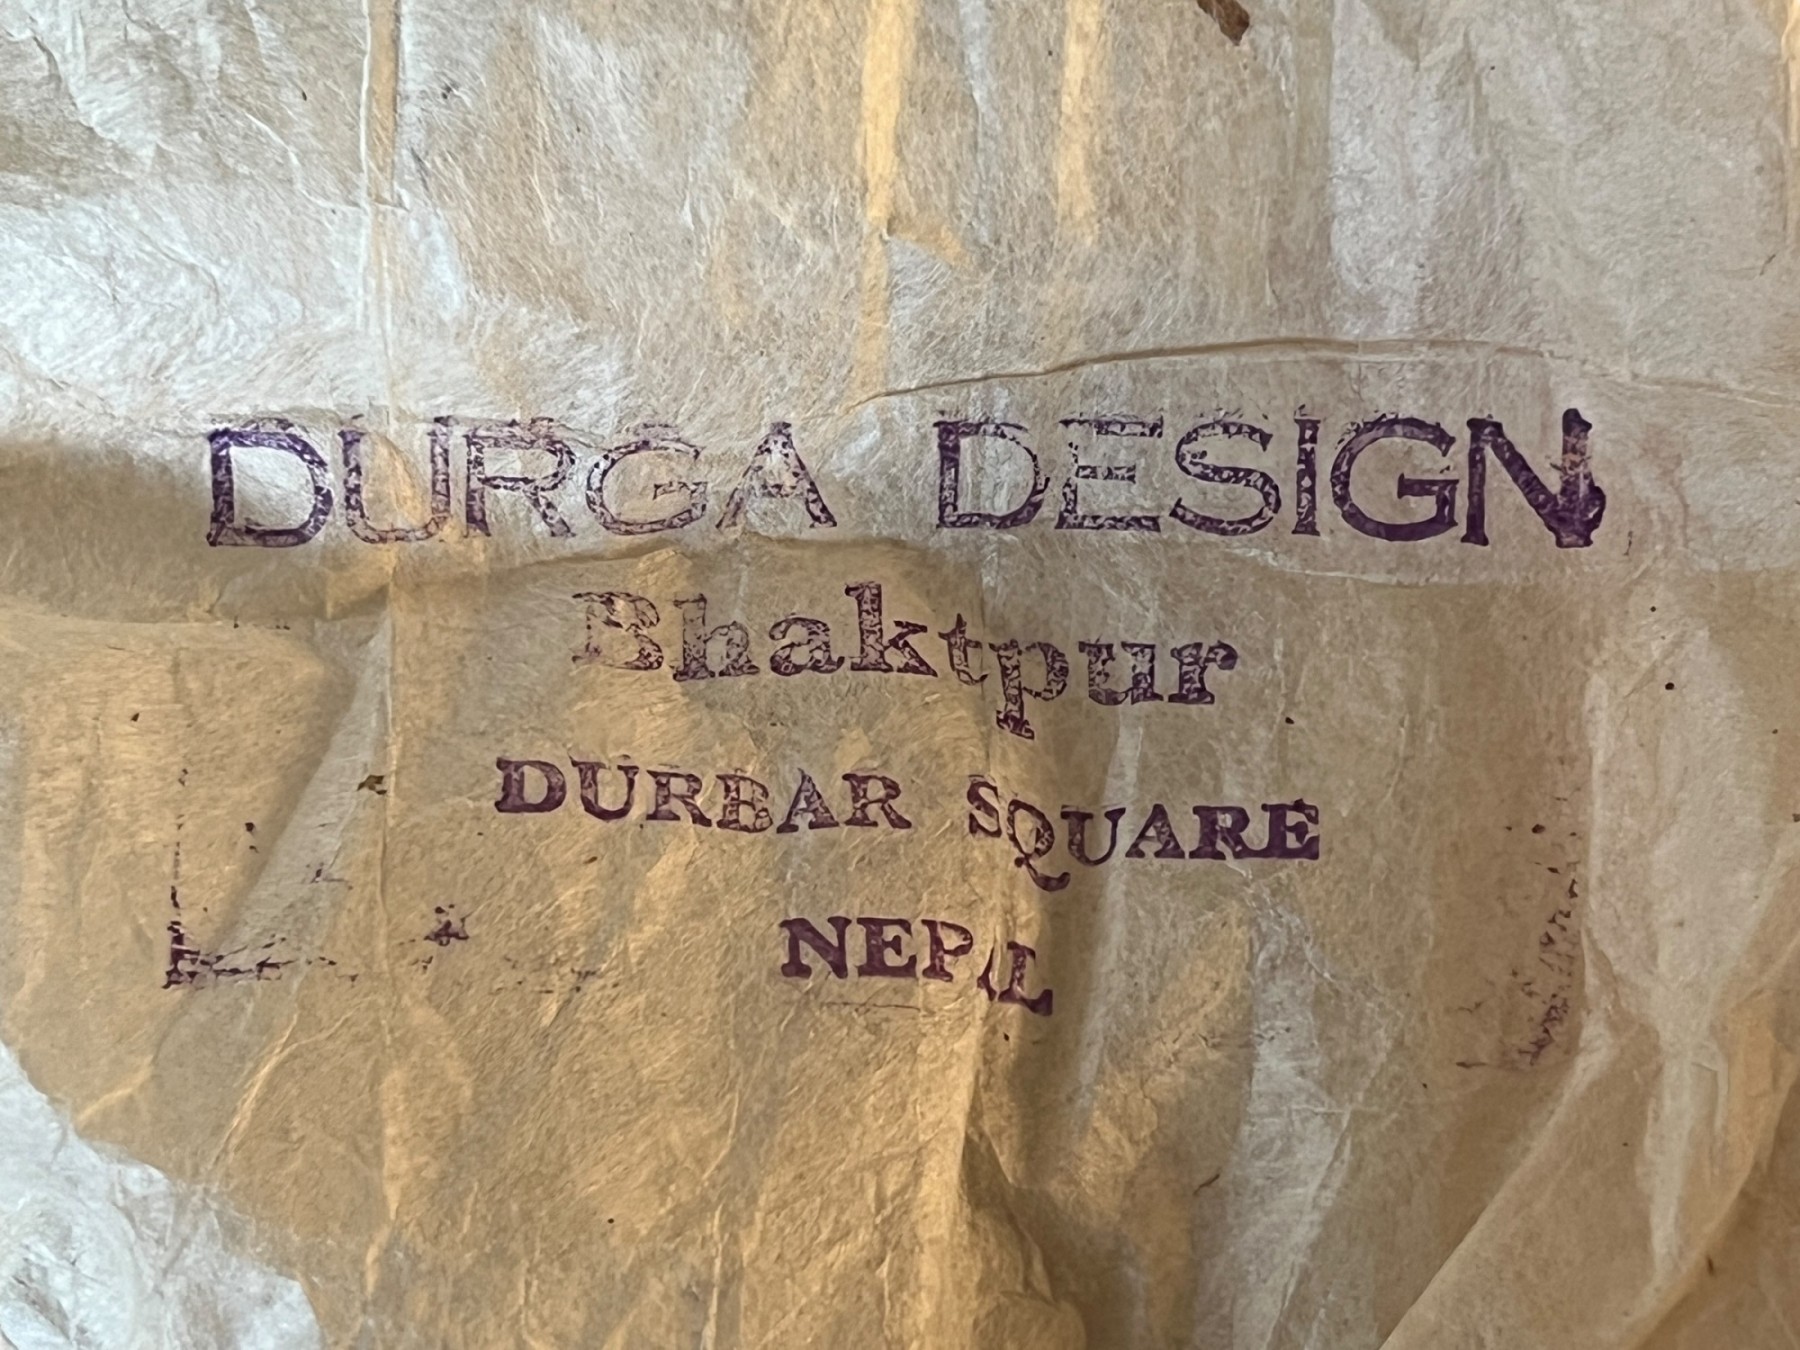 DURGA DESIGN
Bhaktpur
DURBAR SQUARE
NEPAL